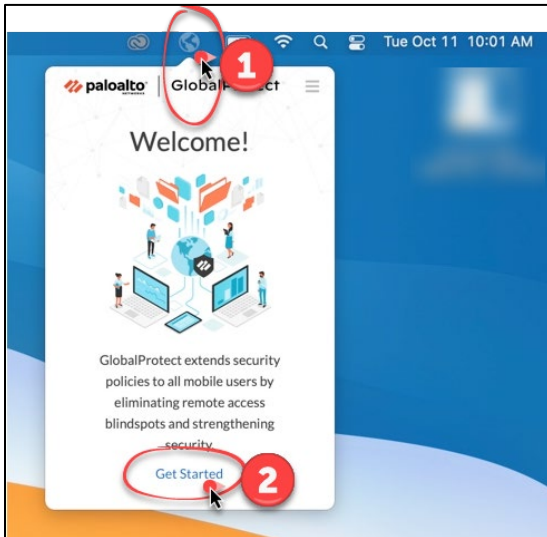 Tue Oct 11 10:01 AM
1
paloalto | GlobalProtect
NETWORKS
Welcome!
GlobalProtect extends security
policies to all mobile users by
eliminating remote access
blindspots and strengthening
security
Get Started
2